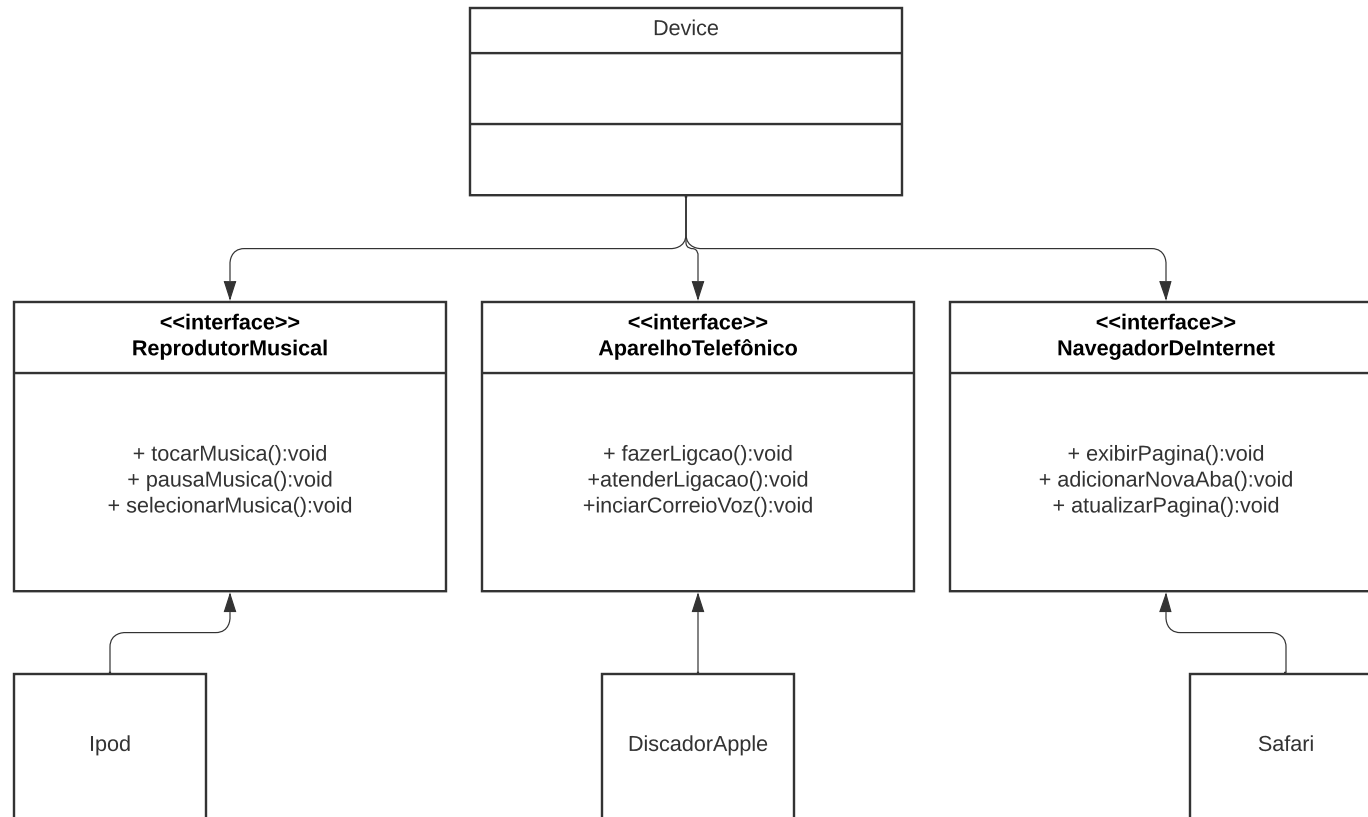 Device
<<interface>>
ReprodutorMusical
+ tocarMusica():void
+ pausaMusica():void
+ selecionarMusica():void
<<interface>>
AparelhoTelefônico
+ fazerLigcao():void
+atenderLigacao():void
+inciarCorreioVoz():void
<<interface>>
NavegadorDeInternet
+ exibirPagina():void
+ adicionarNovaAba():void
+ atualizarPagina():void
Ipod
DiscadorApple
Safari